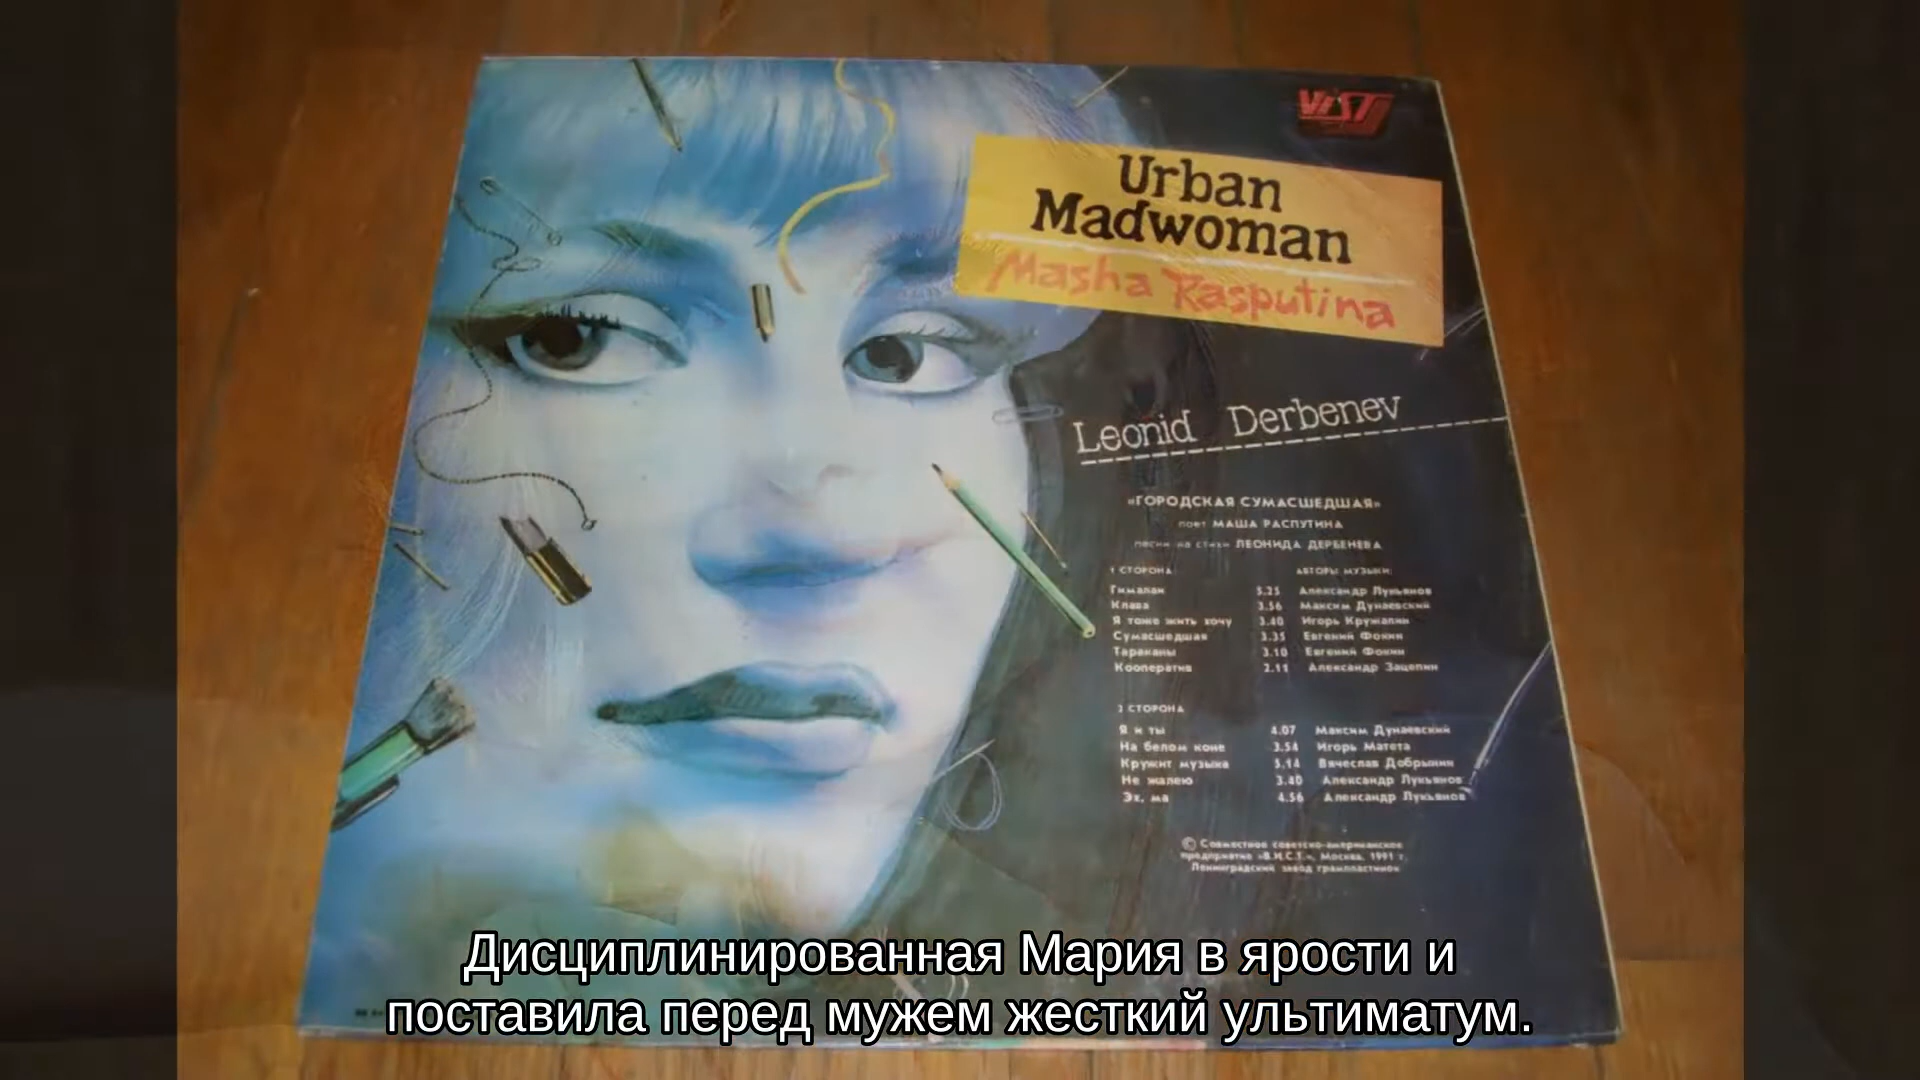 VIST
Urban
Madwoman
Masha Rasputina
Leonid Derbenev
«ГОРОДСКАЯ СУМАСШЕДШАЯ»
поет МАША РАСПУТИНА
песни на стихи ЛЕОНИДА ДЕРБЕНЕВА
1 СТОРОНА АВТОРЫ МУЗЫКИ:
Гималаи 5.25 Александр Лукьянов
Клава 3.56 Максим Дунаевский
Я тоже жить хочу 3.40 Игорь Кружалин
Сумасшедшая 3.35 Евгений Фокин
Тараканы 3.10 Евгений Фокин
Кооператив 2.11 Александр Зацепин
2 СТОРОНА
Я и ты 4.07 Максим Дунаевский
На белом коне 3.54 Игорь Матета
Кружит музыка 5.14 Вячеслав Добрынин
Не жалею 3.40 Александр Лукьянов
Эх, ма 4.56 Александр Лукьянов
© Совместное советско-американское
предприятие «В.И.С.Т.», Москва, 1991 г.
Ленинградский завод грампластинок
Дисциплинированная Мария в ярости и
поставила перед мужем жесткий ультиматум.